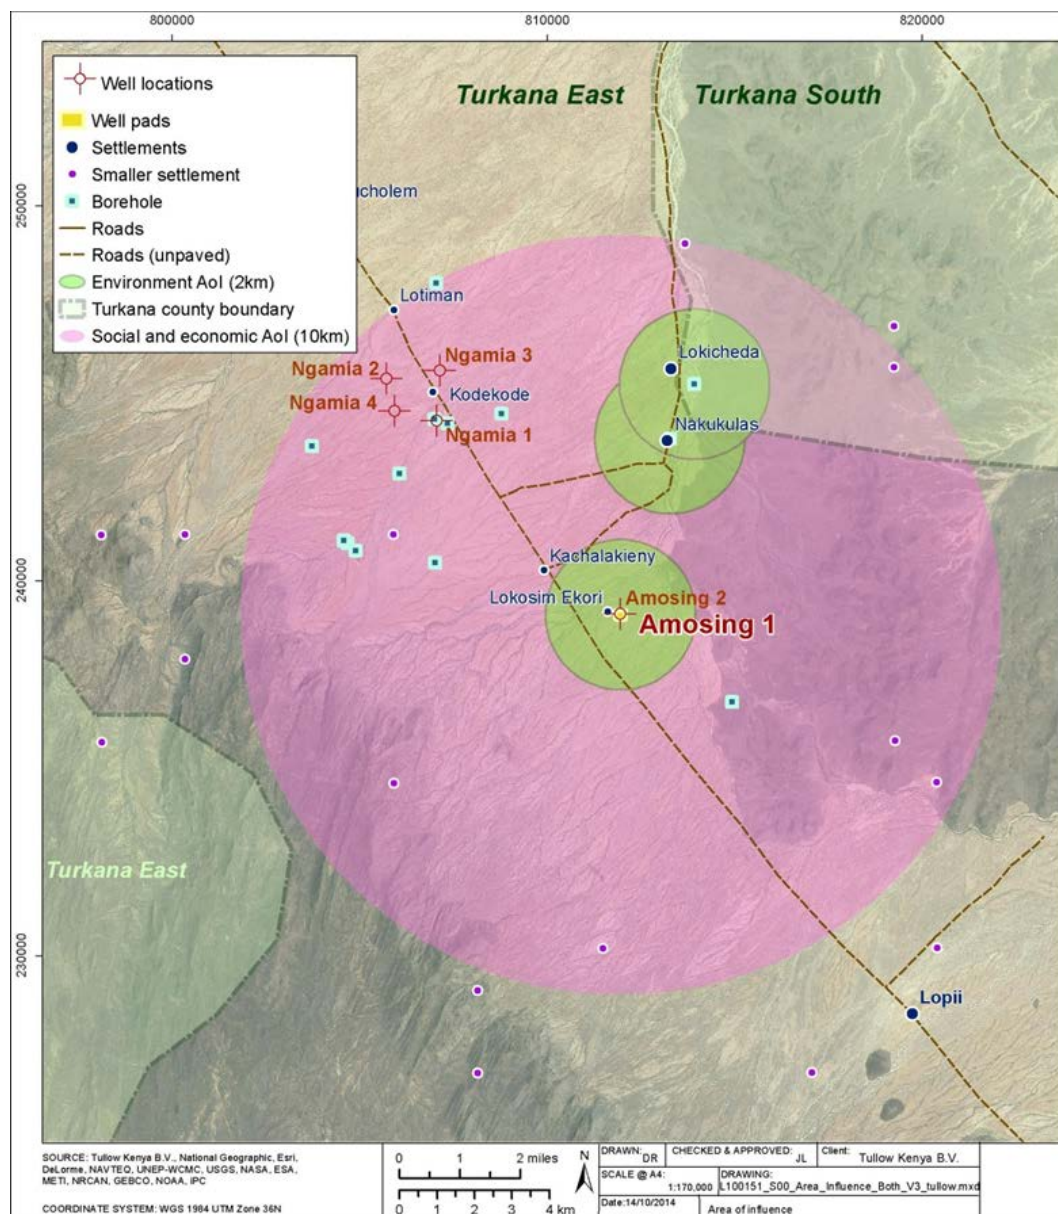 800000
810000
820000
250000
240000
230000
Well locations
Well pads
Settlements
Smaller settlement
Borehole
Roads
Roads (unpaved)
Environment AoI (2km)
Turkana county boundary
Social and economic AoI (10km)
Turkana East
Turkana South
ucholem
Lotiman
Ngamia 3
Ngamia 2
Kodekode
Ngamia 4
Ngamia 1
Lokicheda
Nakukulas
Kachalakieny
Lokosim Ekori
Amosing 2
Amosing 1
Turkana East
Lopii
SOURCE: Tullow Kenya B.V., National Geographic, Esri,
DeLorme, NAVTEQ, UNEP-WCMC, USGS, NASA, ESA,
METI, NRCAN, GEBCO, NOAA, IPC
COORDINATE SYSTEM: WGS 1984 UTM Zone 36N
0 1 2 miles
0 1 2 3 4 km
N
DRAWN: DR
CHECKED & APPROVED: JL
Client: Tullow Kenya B.V.
SCALE @ A4: 1:170,000
DRAWING: L100151_S00_Area_Influence_Both_V3_tullow.mxd
Date:14/10/2014
Area of influence